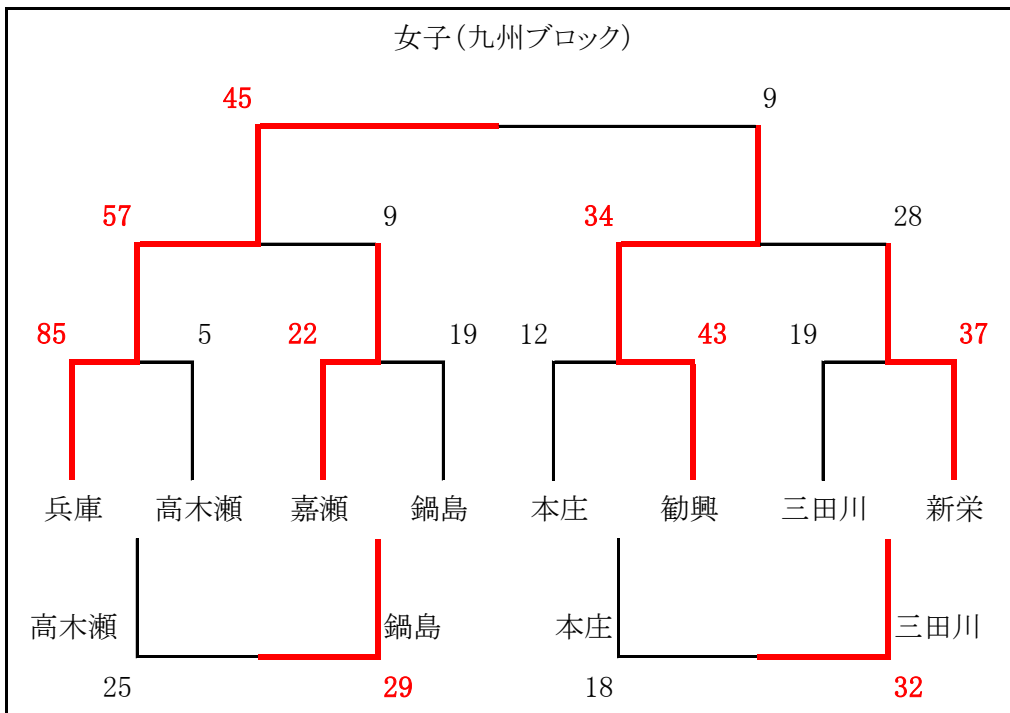 女子(九州ブロック)
45 9
57 9 34 28
85 5 22 19 12 43 19 37
兵庫 高木瀬 嘉瀬 鍋島 本庄 勧興 三田川 新栄
高木瀬 鍋島 本庄 三田川
25 29 18 32